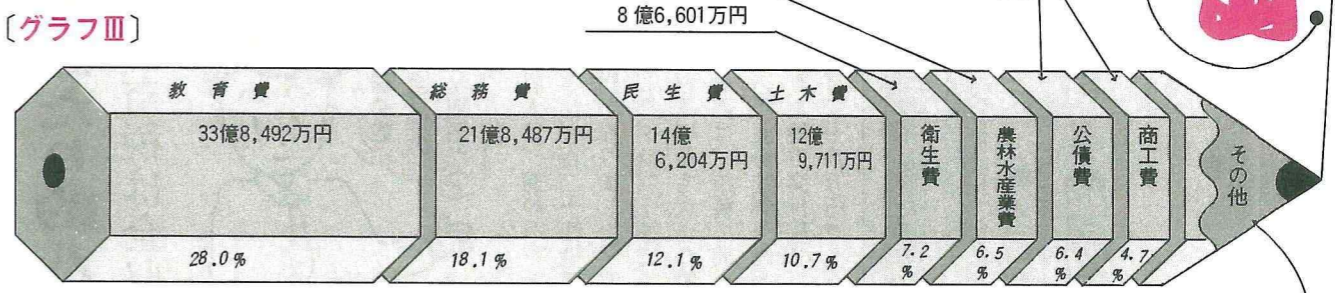 〔グラフⅢ〕
8億6,601万円
教育費
総務費
民生費
土木費
33億8,492万円
21億8,487万円
14億
6,204万円
12億
9,711万円
衛生費
農林水産業費
公債費
商工費
その他
28.0%
18.1%
12.1%
10.7%
7.2
%
6.5
%
6.4
%
4.7
%